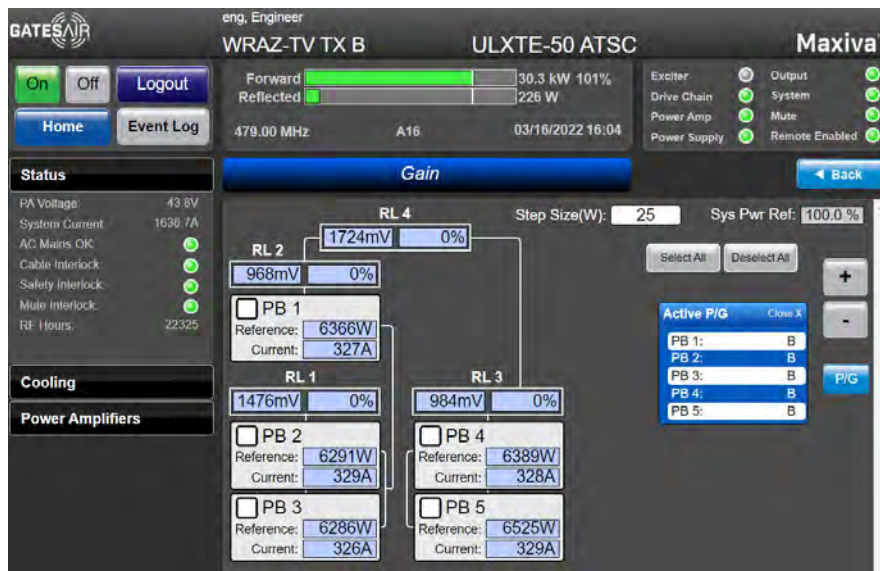 GATESAIR
eng, Engineer
WRAZ-TV TX B
ULXTE-50 ATSC
Maxiva
On
Off
Logout
Home
Event Log
Forward
30.3 kW 101%
Reflected
226 W
479.00 MHz
A16
03/16/2022 16:04
Exciter
Output
Drive Chain
System
Power Amp
Mute
Power Supply
Remote Enabled
Status
Gain
◄ Back
PA Voltage: 43.8V
System Current: 1638.7A
AC Mains OK:
Cable Interlock:
Safety Interlock:
Mute Interlock:
RF Hours: 22325
Cooling
Power Amplifiers
RL 4
1724mV 0%
Step Size(W): 25
Sys Pwr Ref: 100.0 %
RL 2
968mV 0%
Select All
Deselect All
+
-
P/G
PB 1
Reference: 6366W
Current: 327A
RL 1
1476mV 0%
RL 3
984mV 0%
PB 2
Reference: 6291W
Current: 329A
PB 4
Reference: 6389W
Current: 328A
PB 3
Reference: 6286W
Current: 326A
PB 5
Reference: 6525W
Current: 329A
Active P/G Close X
PB 1: B
PB 2: B
PB 3: B
PB 4: B
PB 5: B